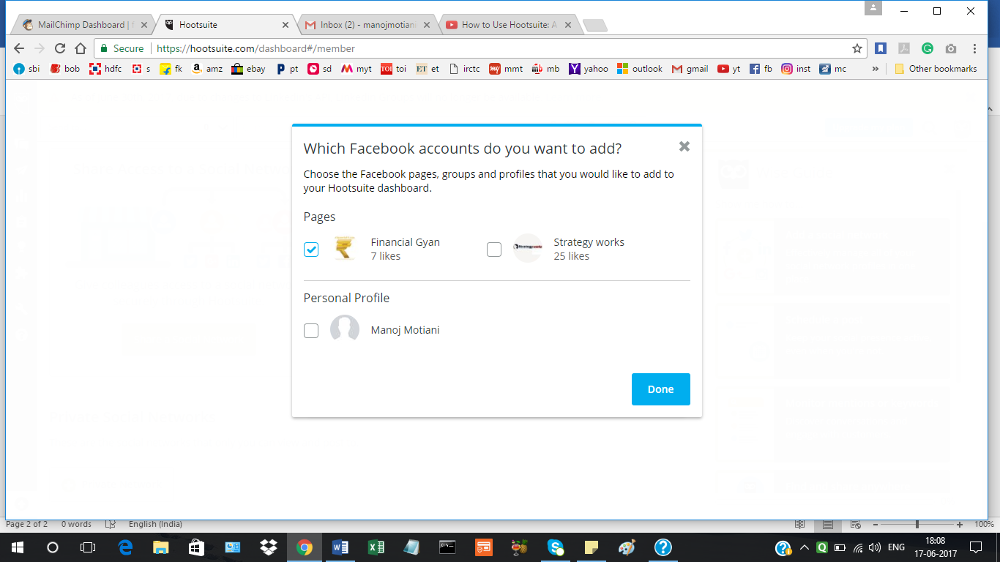 MailChimp Dashboard | f
Hootsuite
Inbox (2) - manojmotian
How to Use Hootsuite: A
Secure
https://hootsuite.com/dashboard#/member
sbi
bob
hdfc
s
fk
amz
ebay
pt
sd
myt
TOI
toi
ET
et
irctc
my
mmt
mb
mb
yahoo
outlook
gmail
yt
fb
inst
mc
»
Other bookmarks
Which Facebook accounts do you want to add?
Choose the Facebook pages, groups and profiles that you would like to add to
your Hootsuite dashboard.
Pages
Financial Gyan
7 likes
Strategy works
25 likes
Personal Profile
Manoj Motiani
Done
Page 2 of 2
0 words
English (India)
100%
ENG
18:08
17-06-2017